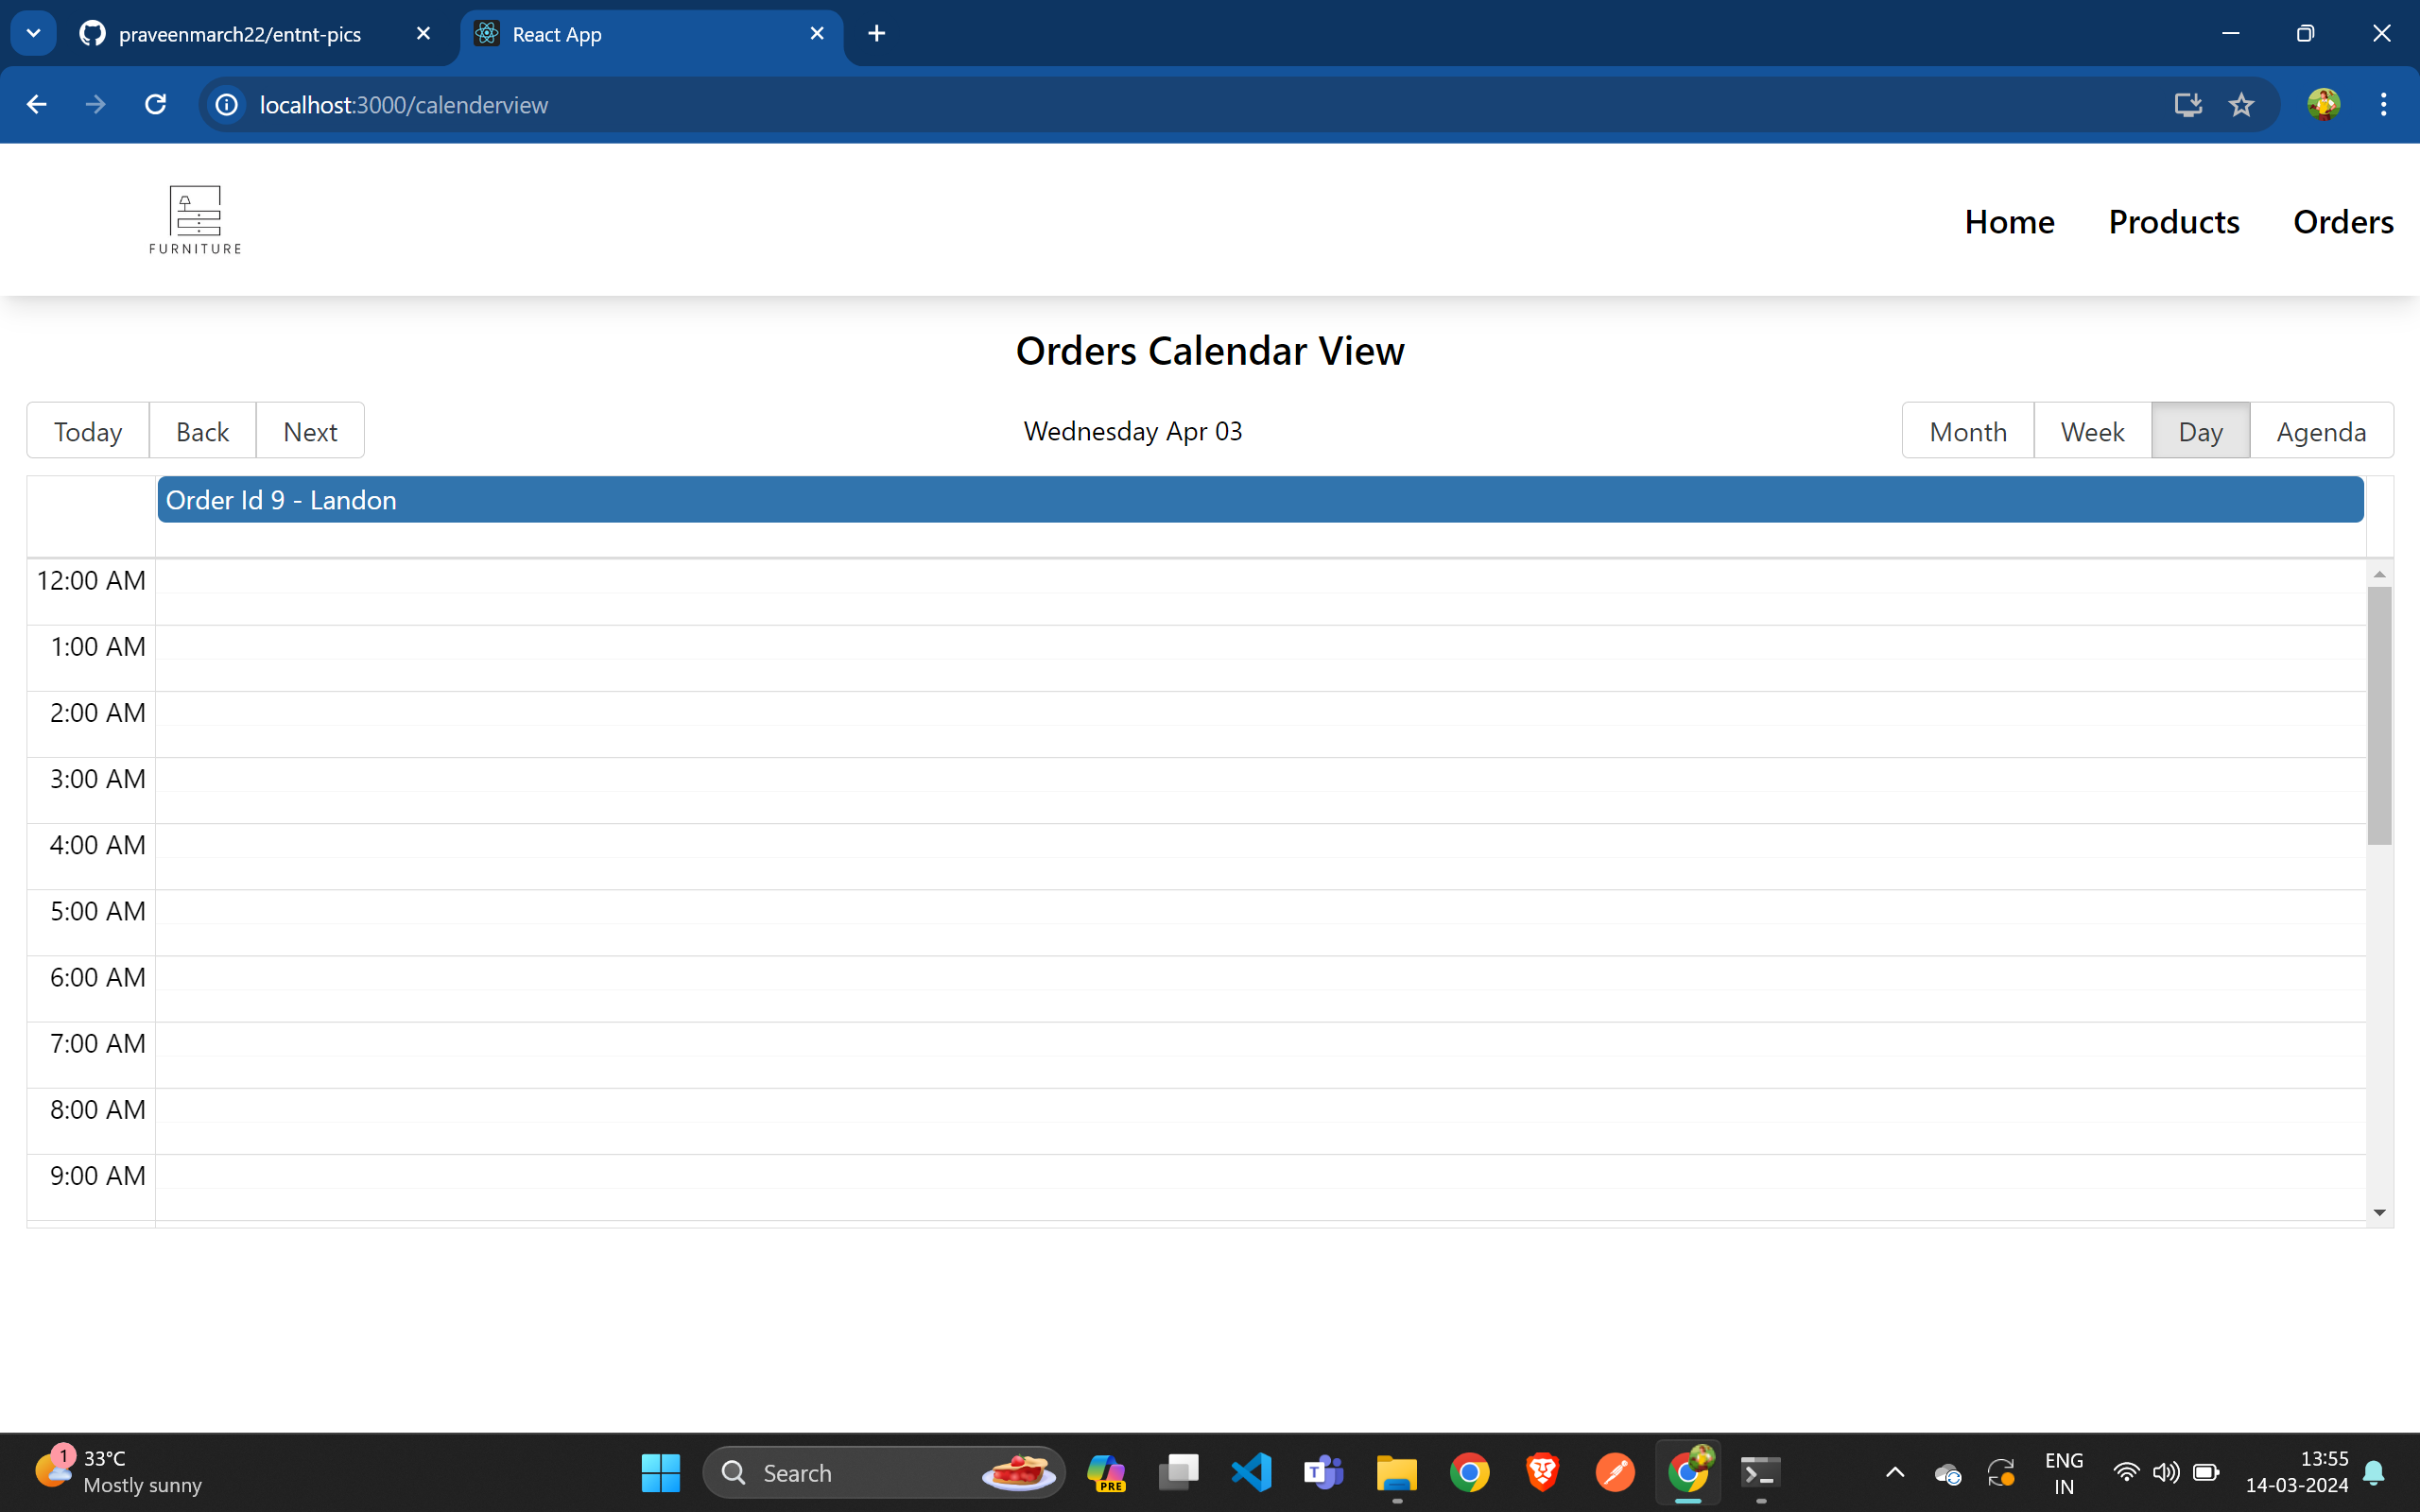 praveenmarch22/entnt-pics
React App
localhost:3000/calenderview
FURNITURE
Home Products Orders
Orders Calendar View
Today Back Next
Wednesday Apr 03
Month Week Day Agenda
Order Id 9 - Landon
12:00 AM
1:00 AM
2:00 AM
3:00 AM
4:00 AM
5:00 AM
6:00 AM
7:00 AM
8:00 AM
9:00 AM
1
33°C
Mostly sunny
Search
PRE
T
ENG
IN
13:55
14-03-2024